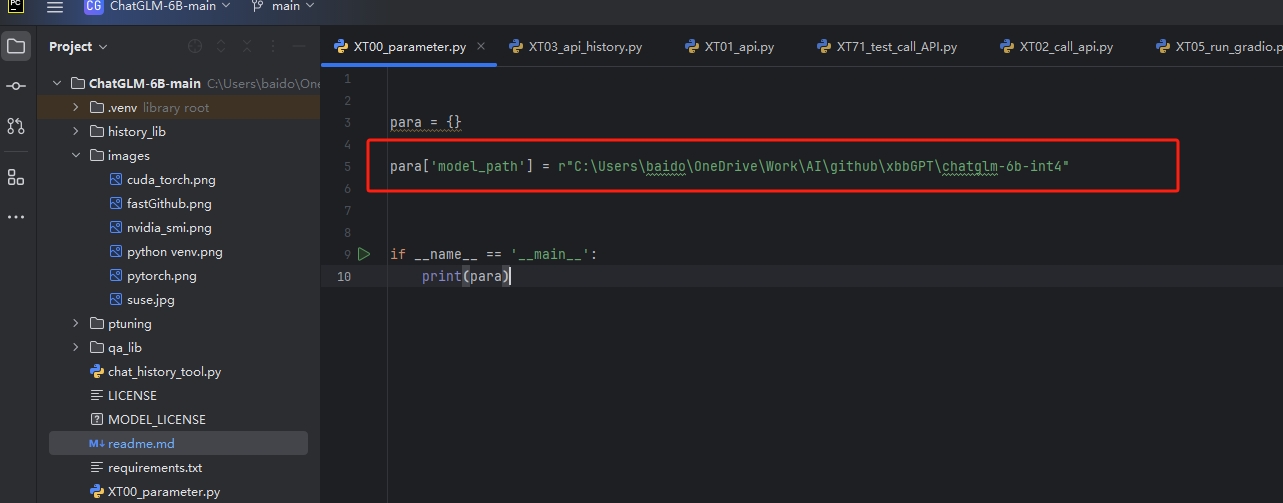 PC
CG ChatGLM-6B-main main
Project
XT00_parameter.py XT03_api_history.py XT01_api.py XT71_test_call_API.py XT02_call_api.py XT05_run_gradio.p
ChatGLM-6B-main C:\Users\baido\One
.venv library root
history_lib
images
cuda_torch.png
fastGithub.png
nvidia_smi.png
python venv.png
pytorch.png
suse.jpg
ptuning
qa_lib
chat_history_tool.py
LICENSE
MODEL_LICENSE
M↓ readme.md
requirements.txt
XT00_parameter.py
1
2
3 para = {}
4
5 para['model_path'] = r"C:\Users\baido\OneDrive\Work\AI\github\xbbGPT\chatglm-6b-int4"
6
7
8
9 if __name__ == '__main__':
10 print(para)